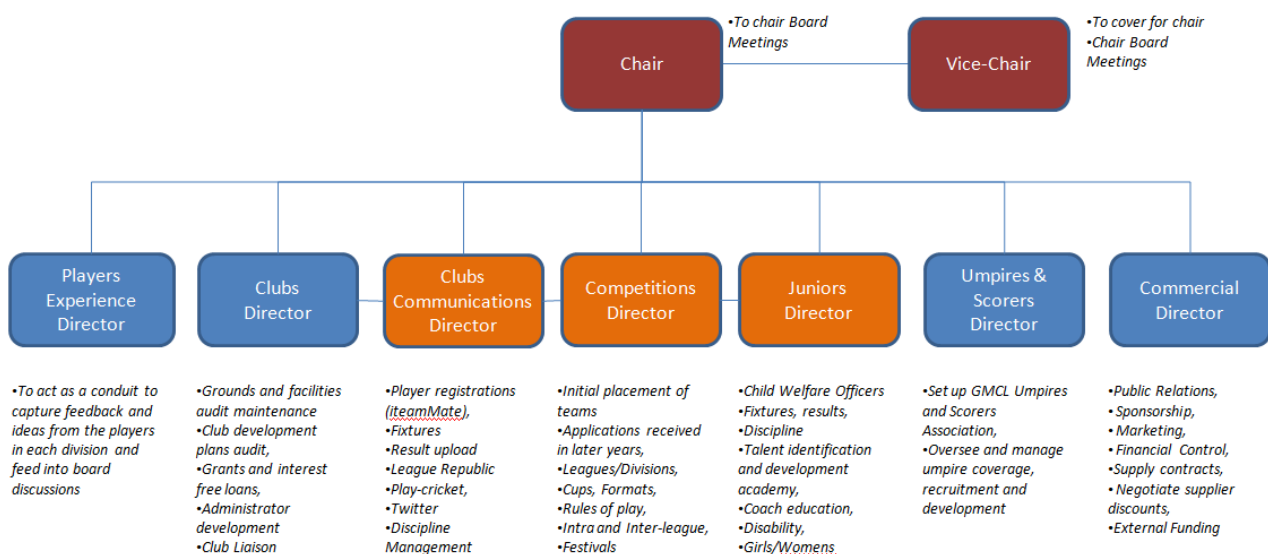 Chair
•To chair Board
Meetings
Vice-Chair
•To cover for chair
•Chair Board
Meetings
Players
Experience
Director
Clubs
Director
Clubs
Communications
Director
Competitions
Director
Juniors
Director
Umpires &
Scorers
Director
Commercial
Director
•To act as a conduit to
capture feedback and
ideas from the players
in each division and
feed into board
discussions
•Grounds and facilities
audit maintenance
•Club development
plans audit,
•Grants and interest
free loans,
•Administrator
development
•Club Liaison
•Player registrations
(iteamMate),
•Fixtures
•Result upload
•League Republic
•Play-cricket,
•Twitter
•Discipline
Management
•Initial placement of
teams
•Applications received
in later years,
•Leagues/Divisions,
•Cups, Formats,
•Rules of play,
•Intra and Inter-league,
•Festivals
•Child Welfare Officers
•Fixtures, results,
•Discipline
•Talent identification
and development
academy,
•Coach education,
•Disability,
•Girls/Womens
•Set up GMCL Umpires
and Scorers
Association,
•Oversee and manage
umpire coverage,
recruitment and
development
•Public Relations,
•Sponsorship,
•Marketing,
•Financial Control,
•Supply contracts,
•Negotiate supplier
discounts,
•External Funding